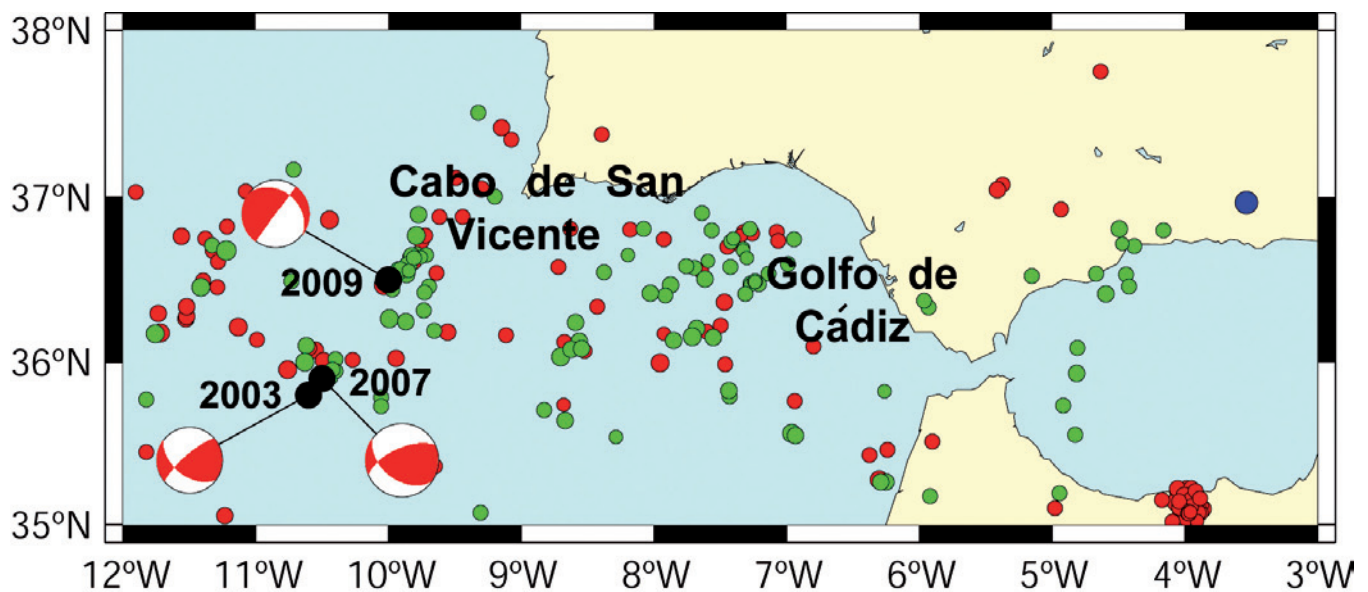 38ºN
37ºN
36ºN
35ºN
Cabo de San
Vicente
2009
Golfo de
Cádiz
2003
2007
12ºW 11ºW 10ºW 9ºW 8ºW 7ºW 6ºW 5ºW 4ºW 3ºW